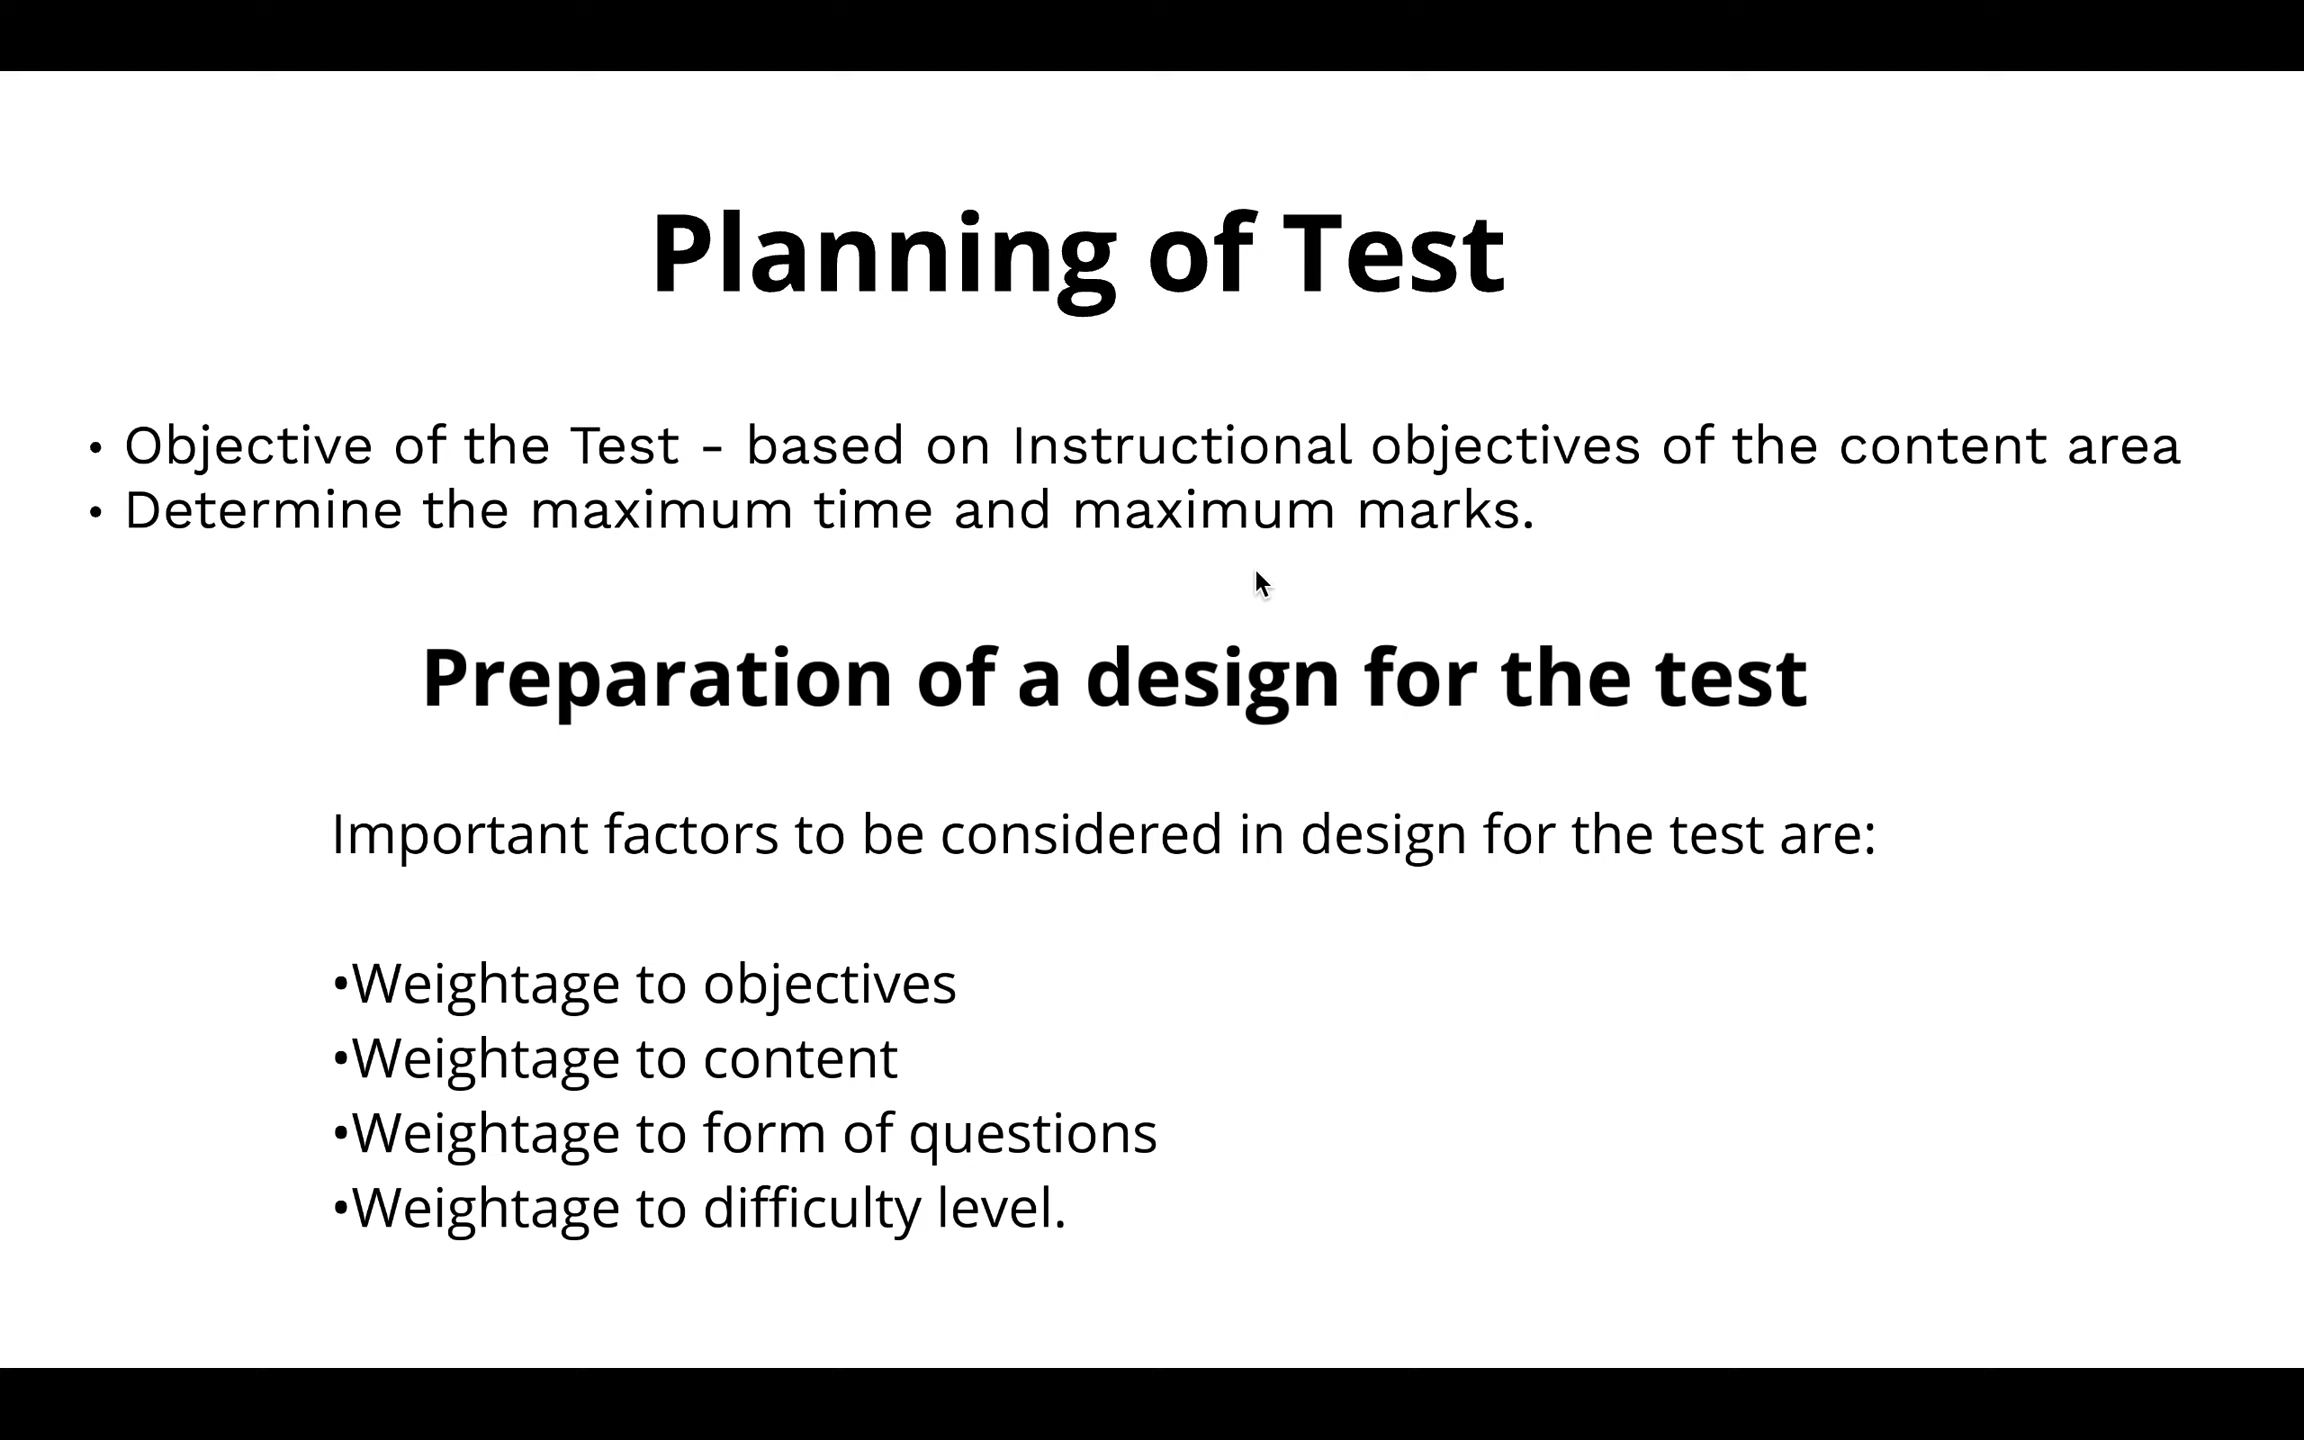 Planning of Test
• Objective of the Test - based on Instructional objectives of the content area
• Determine the maximum time and maximum marks.
Preparation of a design for the test
Important factors to be considered in design for the test are:
•Weightage to objectives
•Weightage to content
•Weightage to form of questions
•Weightage to difficulty level.